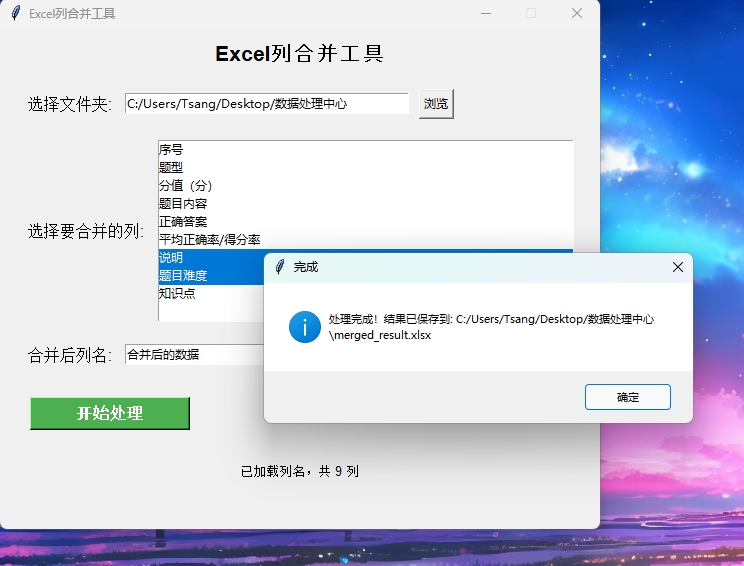 Excel列合并工具
Excel列合并工具
选择文件夹:
C:/Users/Tsang/Desktop/数据处理中心
浏览
选择要合并的列:
序号
题型
分值（分）
题目内容
正确答案
平均正确率/得分率
说明
题目难度
知识点
完成
处理完成！结果已保存到: C:/Users/Tsang/Desktop/数据处理中心
\merged_result.xlsx
确定
合并后列名:
合并后的数据
开始处理
已加载列名，共 9 列